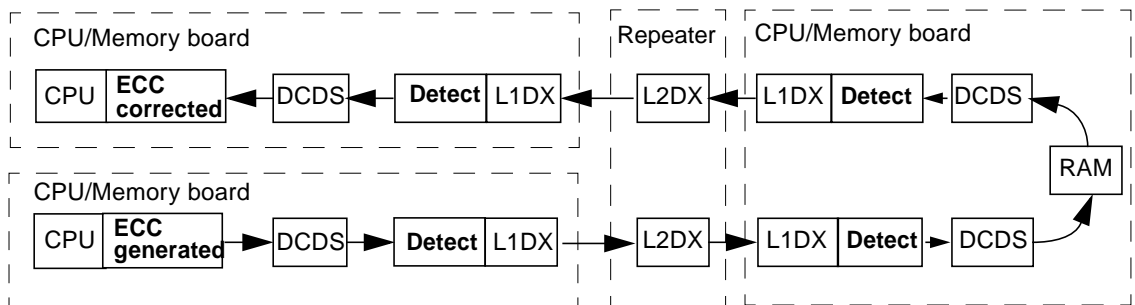 CPU/Memory board
Repeater
CPU/Memory board
CPU
ECC
corrected
DCDS
Detect
L1DX
L2DX
L1DX
Detect
DCDS
RAM
CPU/Memory board
CPU
ECC
generated
DCDS
Detect
L1DX
L2DX
L1DX
Detect
DCDS